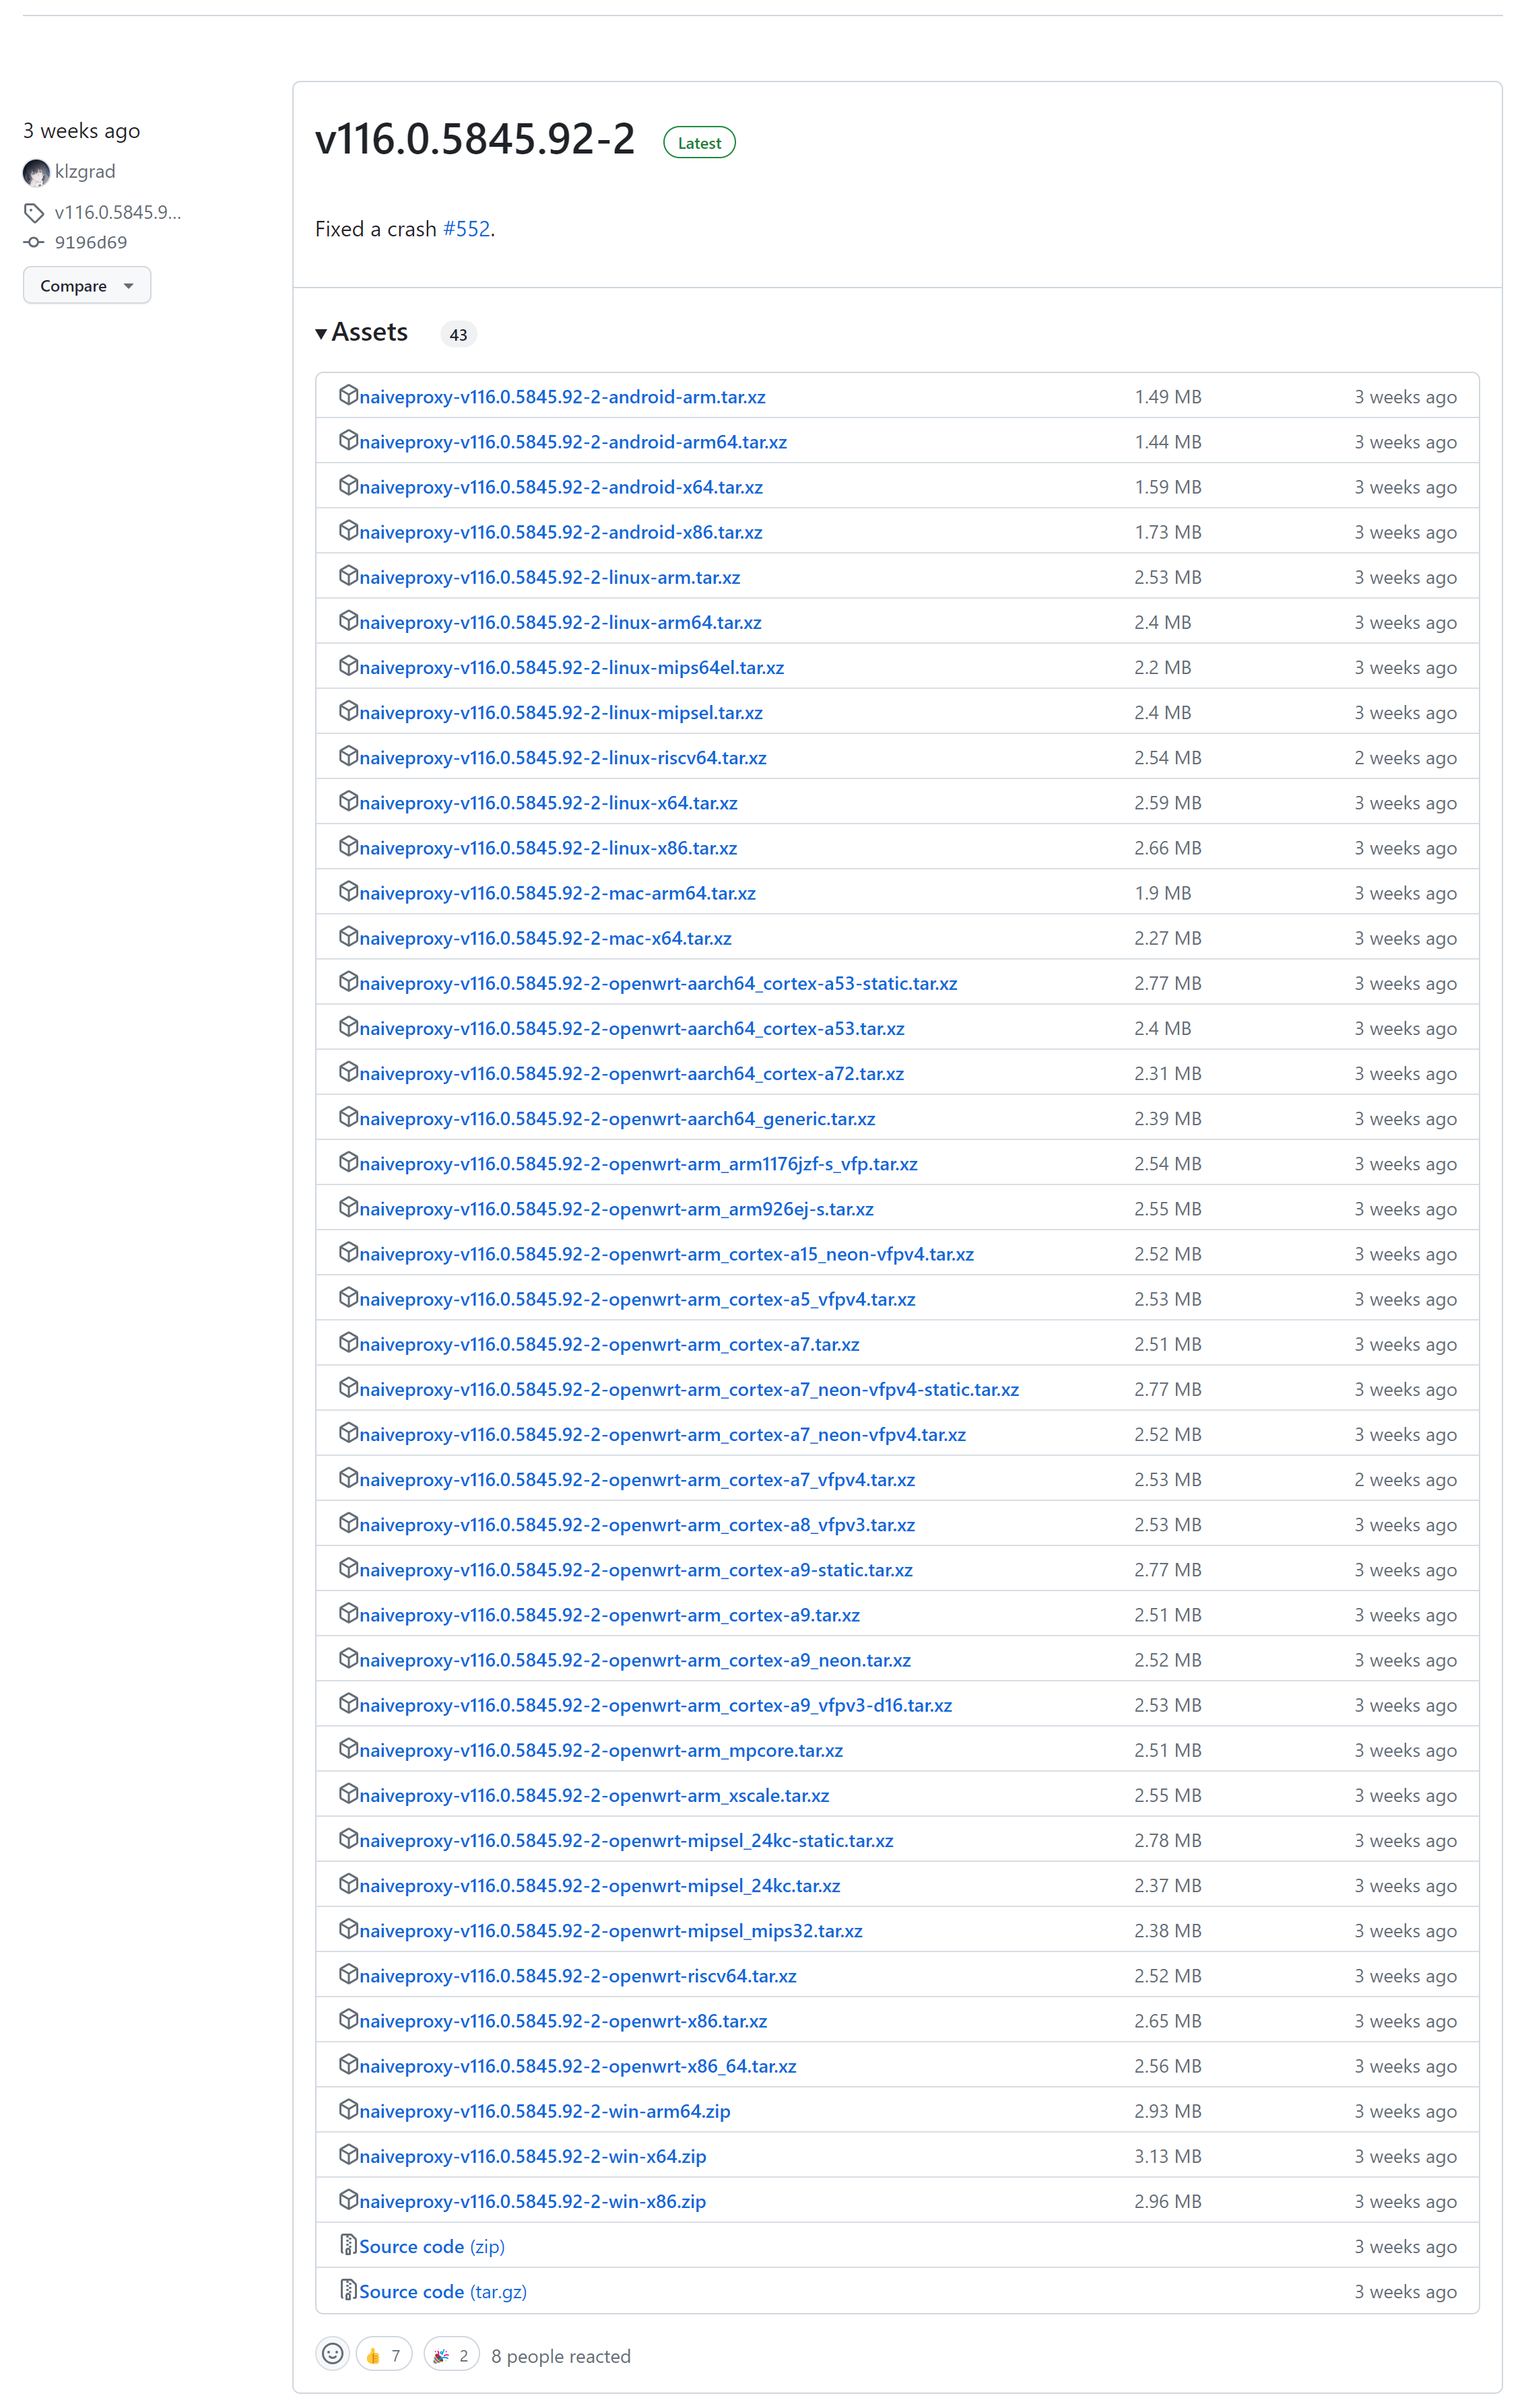 3 weeks ago
klzgrad
v116.0.5845.9...
9196d69
Compare
v116.0.5845.92-2 Latest
Fixed a crash #552.
Assets 43
naiveproxy-v116.0.5845.92-2-android-arm.tar.xz 1.49 MB 3 weeks ago
naiveproxy-v116.0.5845.92-2-android-arm64.tar.xz 1.44 MB 3 weeks ago
naiveproxy-v116.0.5845.92-2-android-x64.tar.xz 1.59 MB 3 weeks ago
naiveproxy-v116.0.5845.92-2-android-x86.tar.xz 1.73 MB 3 weeks ago
naiveproxy-v116.0.5845.92-2-linux-arm.tar.xz 2.53 MB 3 weeks ago
naiveproxy-v116.0.5845.92-2-linux-arm64.tar.xz 2.4 MB 3 weeks ago
naiveproxy-v116.0.5845.92-2-linux-mips64el.tar.xz 2.2 MB 3 weeks ago
naiveproxy-v116.0.5845.92-2-linux-mipsel.tar.xz 2.4 MB 3 weeks ago
naiveproxy-v116.0.5845.92-2-linux-riscv64.tar.xz 2.54 MB 2 weeks ago
naiveproxy-v116.0.5845.92-2-linux-x64.tar.xz 2.59 MB 3 weeks ago
naiveproxy-v116.0.5845.92-2-linux-x86.tar.xz 2.66 MB 3 weeks ago
naiveproxy-v116.0.5845.92-2-mac-arm64.tar.xz 1.9 MB 3 weeks ago
naiveproxy-v116.0.5845.92-2-mac-x64.tar.xz 2.27 MB 3 weeks ago
naiveproxy-v116.0.5845.92-2-openwrt-aarch64_cortex-a53-static.tar.xz 2.77 MB 3 weeks ago
naiveproxy-v116.0.5845.92-2-openwrt-aarch64_cortex-a53.tar.xz 2.4 MB 3 weeks ago
naiveproxy-v116.0.5845.92-2-openwrt-aarch64_cortex-a72.tar.xz 2.31 MB 3 weeks ago
naiveproxy-v116.0.5845.92-2-openwrt-aarch64_generic.tar.xz 2.39 MB 3 weeks ago
naiveproxy-v116.0.5845.92-2-openwrt-arm_arm1176jzf-s_vfp.tar.xz 2.54 MB 3 weeks ago
naiveproxy-v116.0.5845.92-2-openwrt-arm_arm926ej-s.tar.xz 2.55 MB 3 weeks ago
naiveproxy-v116.0.5845.92-2-openwrt-arm_cortex-a15_neon-vfpv4.tar.xz 2.52 MB 3 weeks ago
naiveproxy-v116.0.5845.92-2-openwrt-arm_cortex-a5_vfpv4.tar.xz 2.53 MB 3 weeks ago
naiveproxy-v116.0.5845.92-2-openwrt-arm_cortex-a7.tar.xz 2.51 MB 3 weeks ago
naiveproxy-v116.0.5845.92-2-openwrt-arm_cortex-a7_neon-vfpv4-static.tar.xz 2.77 MB 3 weeks ago
naiveproxy-v116.0.5845.92-2-openwrt-arm_cortex-a7_neon-vfpv4.tar.xz 2.52 MB 3 weeks ago
naiveproxy-v116.0.5845.92-2-openwrt-arm_cortex-a7_vfpv4.tar.xz 2.53 MB 2 weeks ago
naiveproxy-v116.0.5845.92-2-openwrt-arm_cortex-a8_vfpv3.tar.xz 2.53 MB 3 weeks ago
naiveproxy-v116.0.5845.92-2-openwrt-arm_cortex-a9-static.tar.xz 2.77 MB 3 weeks ago
naiveproxy-v116.0.5845.92-2-openwrt-arm_cortex-a9.tar.xz 2.51 MB 3 weeks ago
naiveproxy-v116.0.5845.92-2-openwrt-arm_cortex-a9_neon.tar.xz 2.52 MB 3 weeks ago
naiveproxy-v116.0.5845.92-2-openwrt-arm_cortex-a9_vfpv3-d16.tar.xz 2.53 MB 3 weeks ago
naiveproxy-v116.0.5845.92-2-openwrt-arm_mpcore.tar.xz 2.51 MB 3 weeks ago
naiveproxy-v116.0.5845.92-2-openwrt-arm_xscale.tar.xz 2.55 MB 3 weeks ago
naiveproxy-v116.0.5845.92-2-openwrt-mipsel_24kc-static.tar.xz 2.78 MB 3 weeks ago
naiveproxy-v116.0.5845.92-2-openwrt-mipsel_24kc.tar.xz 2.37 MB 3 weeks ago
naiveproxy-v116.0.5845.92-2-openwrt-mipsel_mips32.tar.xz 2.38 MB 3 weeks ago
naiveproxy-v116.0.5845.92-2-openwrt-riscv64.tar.xz 2.52 MB 3 weeks ago
naiveproxy-v116.0.5845.92-2-openwrt-x86.tar.xz 2.65 MB 3 weeks ago
naiveproxy-v116.0.5845.92-2-openwrt-x86_64.tar.xz 2.56 MB 3 weeks ago
naiveproxy-v116.0.5845.92-2-win-arm64.zip 2.93 MB 3 weeks ago
naiveproxy-v116.0.5845.92-2-win-x64.zip 3.13 MB 3 weeks ago
naiveproxy-v116.0.5845.92-2-win-x86.zip 2.96 MB 3 weeks ago
Source code (zip) 3 weeks ago
Source code (tar.gz) 3 weeks ago
7 2 8 people reacted